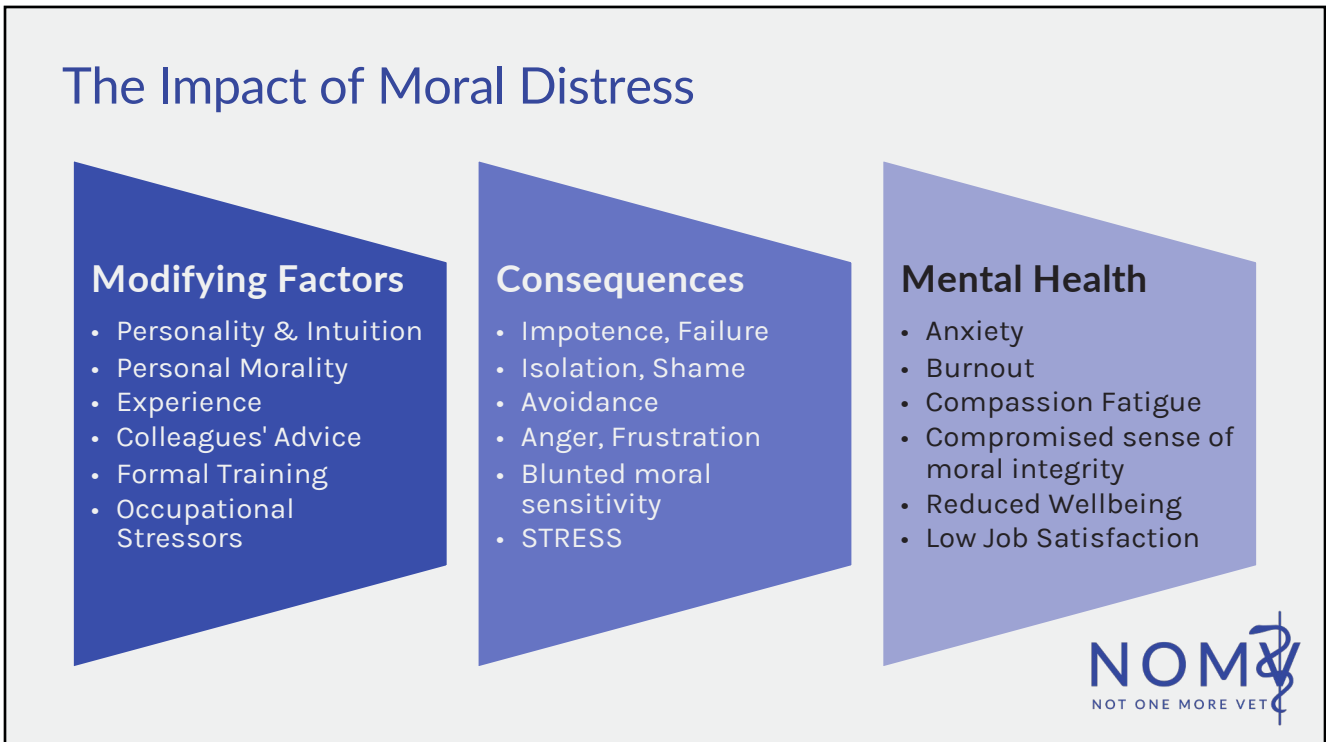 The Impact of Moral Distress
Modifying Factors
• Personality & Intuition
• Personal Morality
• Experience
• Colleagues' Advice
• Formal Training
• Occupational
Stressors
Consequences
• Impotence, Failure
• Isolation, Shame
• Avoidance
• Anger, Frustration
• Blunted moral
sensitivity
• STRESS
Mental Health
• Anxiety
• Burnout
• Compassion Fatigue
• Compromised sense of
moral integrity
• Reduced Wellbeing
• Low Job Satisfaction
NOMV
NOT ONE MORE VET